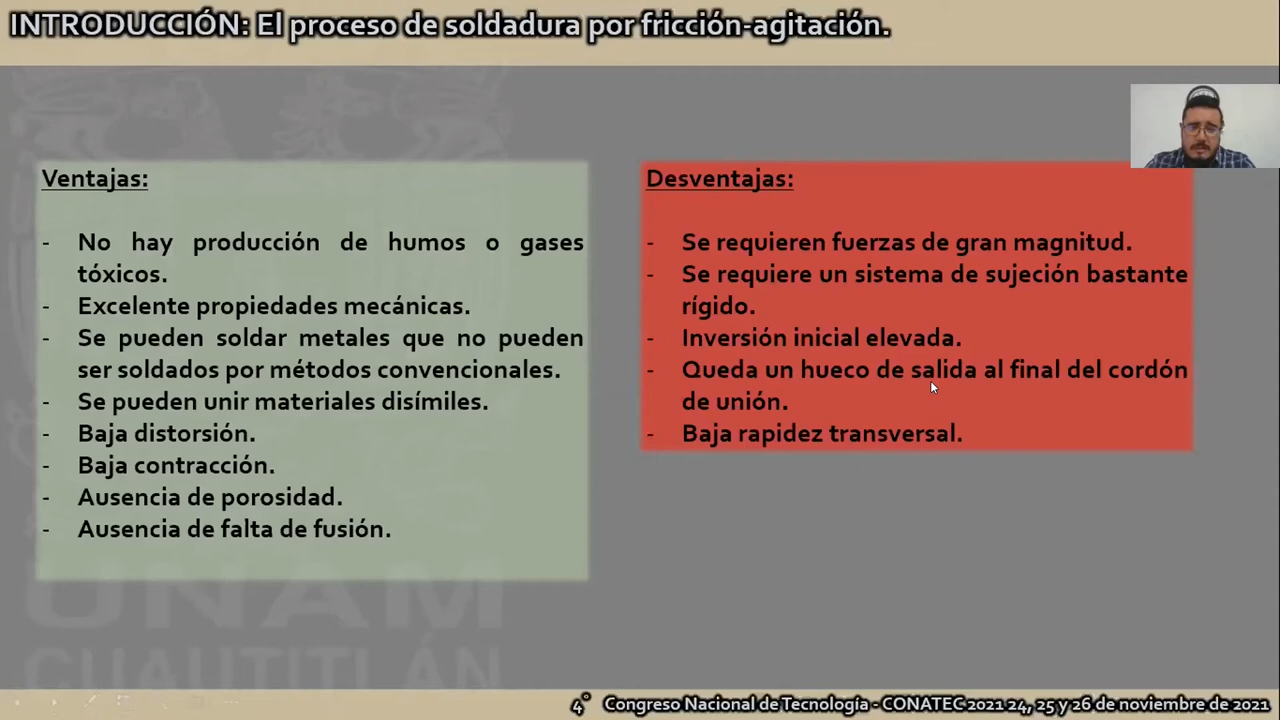 INTRODUCCIÓN: El proceso de soldadura por fricción-agitación.
Ventajas:
- No hay producción de humos o gases
tóxicos.
- Excelente propiedades mecánicas.
- Se pueden soldar metales que no pueden
ser soldados por métodos convencionales.
- Se pueden unir materiales disímiles.
- Baja distorsión.
- Baja contracción.
- Ausencia de porosidad.
- Ausencia de falta de fusión.
Desventajas:
- Se requieren fuerzas de gran magnitud.
- Se requiere un sistema de sujeción bastante
rígido.
- Inversión inicial elevada.
- Queda un hueco de salida al final del cordón
de unión.
- Baja rapidez transversal.
UNAM
CUAUTITLÁN
4° Congreso Nacional de Tecnología - CONATEC 2021 24, 25 y 26 de noviembre de 2021